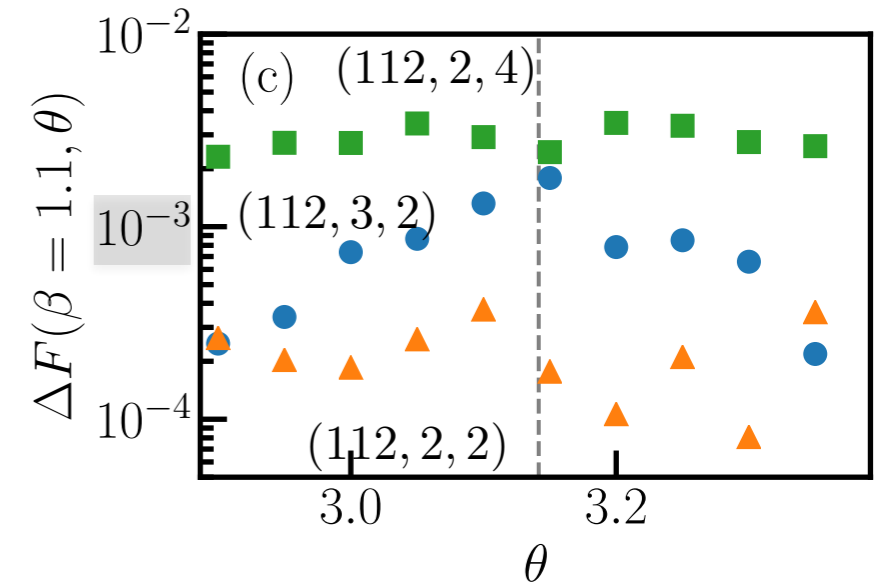 10⁻²
(c)
(112, 2, 4)
ΔF(β = 1.1, θ)
10⁻³
(112, 3, 2)
10⁻⁴
(112, 2, 2)
3.0
3.2
θ